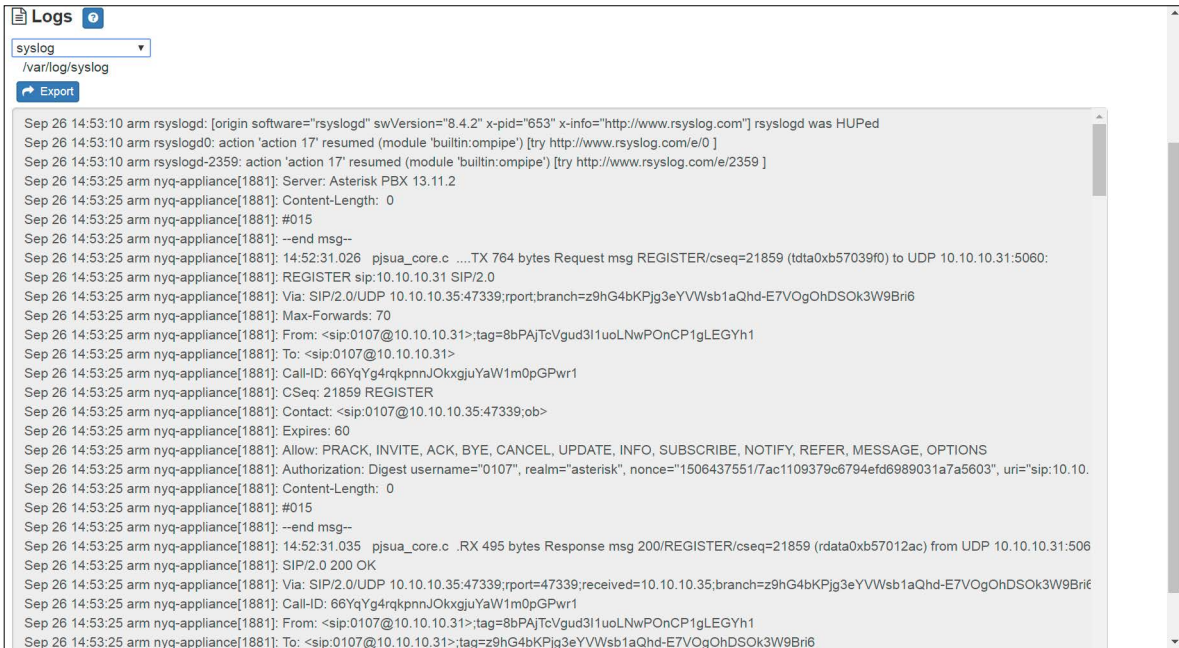 Logs
syslog
/var/log/syslog
Export
Sep 26 14:53:10 arm rsyslogd: [origin software="rsyslogd" swVersion="8.4.2" x-pid="653" x-info="http://www.rsyslog.com"] rsyslogd was HUPed
Sep 26 14:53:10 arm rsyslogd0: action 'action 17' resumed (module 'builtin:ompipe') [try http://www.rsyslog.com/e/0 ]
Sep 26 14:53:10 arm rsyslogd-2359: action 'action 17' resumed (module 'builtin:ompipe') [try http://www.rsyslog.com/e/2359 ]
Sep 26 14:53:25 arm nyq-appliance[1881]: Server: Asterisk PBX 13.11.2
Sep 26 14:53:25 arm nyq-appliance[1881]: Content-Length:  0
Sep 26 14:53:25 arm nyq-appliance[1881]: #015
Sep 26 14:53:25 arm nyq-appliance[1881]: --end msg--
Sep 26 14:53:25 arm nyq-appliance[1881]: 14:52:31.026   pjsua_core.c  ....TX 764 bytes Request msg REGISTER/cseq=21859 (tdta0xb57039f0) to UDP 10.10.10.31:5060:
Sep 26 14:53:25 arm nyq-appliance[1881]: REGISTER sip:10.10.10.31 SIP/2.0
Sep 26 14:53:25 arm nyq-appliance[1881]: Via: SIP/2.0/UDP 10.10.10.35:47339;rport;branch=z9hG4bKPjg3eYVWsb1aQhd-E7VOgOhDSOk3W9Bri6
Sep 26 14:53:25 arm nyq-appliance[1881]: Max-Forwards: 70
Sep 26 14:53:25 arm nyq-appliance[1881]: From: <sip:0107@10.10.10.31>;tag=8bPAjTcVgud3I1uoLNwPOnCP1gLEGYh1
Sep 26 14:53:25 arm nyq-appliance[1881]: To: <sip:0107@10.10.10.31>
Sep 26 14:53:25 arm nyq-appliance[1881]: Call-ID: 66YqYg4rqkpnnJOkxgjuYaW1m0pGPwr1
Sep 26 14:53:25 arm nyq-appliance[1881]: CSeq: 21859 REGISTER
Sep 26 14:53:25 arm nyq-appliance[1881]: Contact: <sip:0107@10.10.10.35:47339;ob>
Sep 26 14:53:25 arm nyq-appliance[1881]: Expires: 60
Sep 26 14:53:25 arm nyq-appliance[1881]: Allow: PRACK, INVITE, ACK, BYE, CANCEL, UPDATE, INFO, SUBSCRIBE, NOTIFY, REFER, MESSAGE, OPTIONS
Sep 26 14:53:25 arm nyq-appliance[1881]: Authorization: Digest username="0107", realm="asterisk", nonce="1506437551/7ac1109379c6794efd6989031a7a5603", uri="sip:10.10.
Sep 26 14:53:25 arm nyq-appliance[1881]: Content-Length:  0
Sep 26 14:53:25 arm nyq-appliance[1881]: #015
Sep 26 14:53:25 arm nyq-appliance[1881]: --end msg--
Sep 26 14:53:25 arm nyq-appliance[1881]: 14:52:31.035   pjsua_core.c  .RX 495 bytes Response msg 200/REGISTER/cseq=21859 (rdata0xb57012ac) from UDP 10.10.10.31:506
Sep 26 14:53:25 arm nyq-appliance[1881]: SIP/2.0 200 OK
Sep 26 14:53:25 arm nyq-appliance[1881]: Via: SIP/2.0/UDP 10.10.10.35:47339;rport=47339;received=10.10.10.35;branch=z9hG4bKPjg3eYVWsb1aQhd-E7VOgOhDSOk3W9Bri6
Sep 26 14:53:25 arm nyq-appliance[1881]: Call-ID: 66YqYg4rqkpnnJOkxgjuYaW1m0pGPwr1
Sep 26 14:53:25 arm nyq-appliance[1881]: From: <sip:0107@10.10.10.31>;tag=8bPAjTcVgud3I1uoLNwPOnCP1gLEGYh1
Sep 26 14:53:25 arm nyq-appliance[1881]: To: <sip:0107@10.10.10.31>;tag=z9hG4bKPjg3eYVWsb1aQhd-E7VOgOhDSOk3W9Bri6